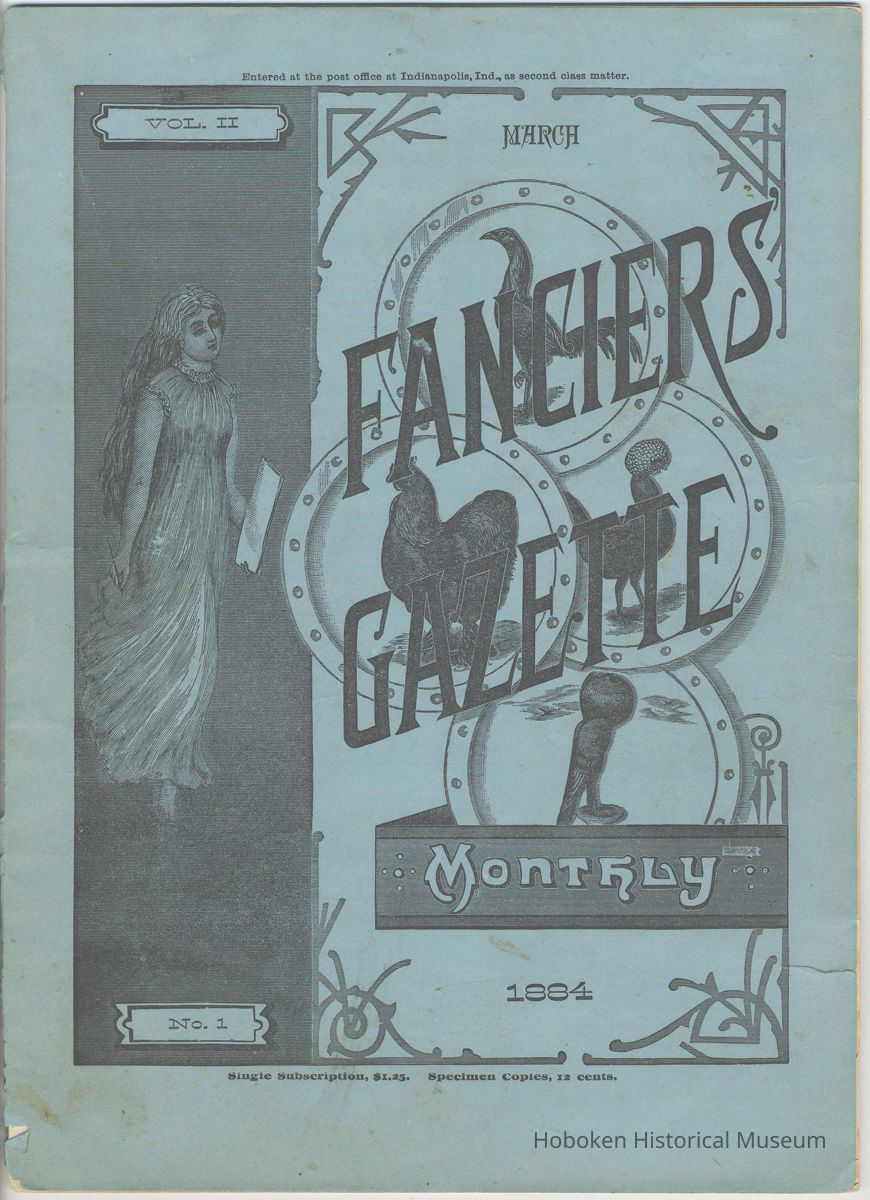 Entered at the post office at Indianapolis, Ind., as second class matter.
VOL. II
MARCH
FANCIERS
GAZETTE
MONTHLY
1884
No. 1
Single Subscription, $1.25. Specimen Copies, 12 cents.
Hoboken Historical Museum